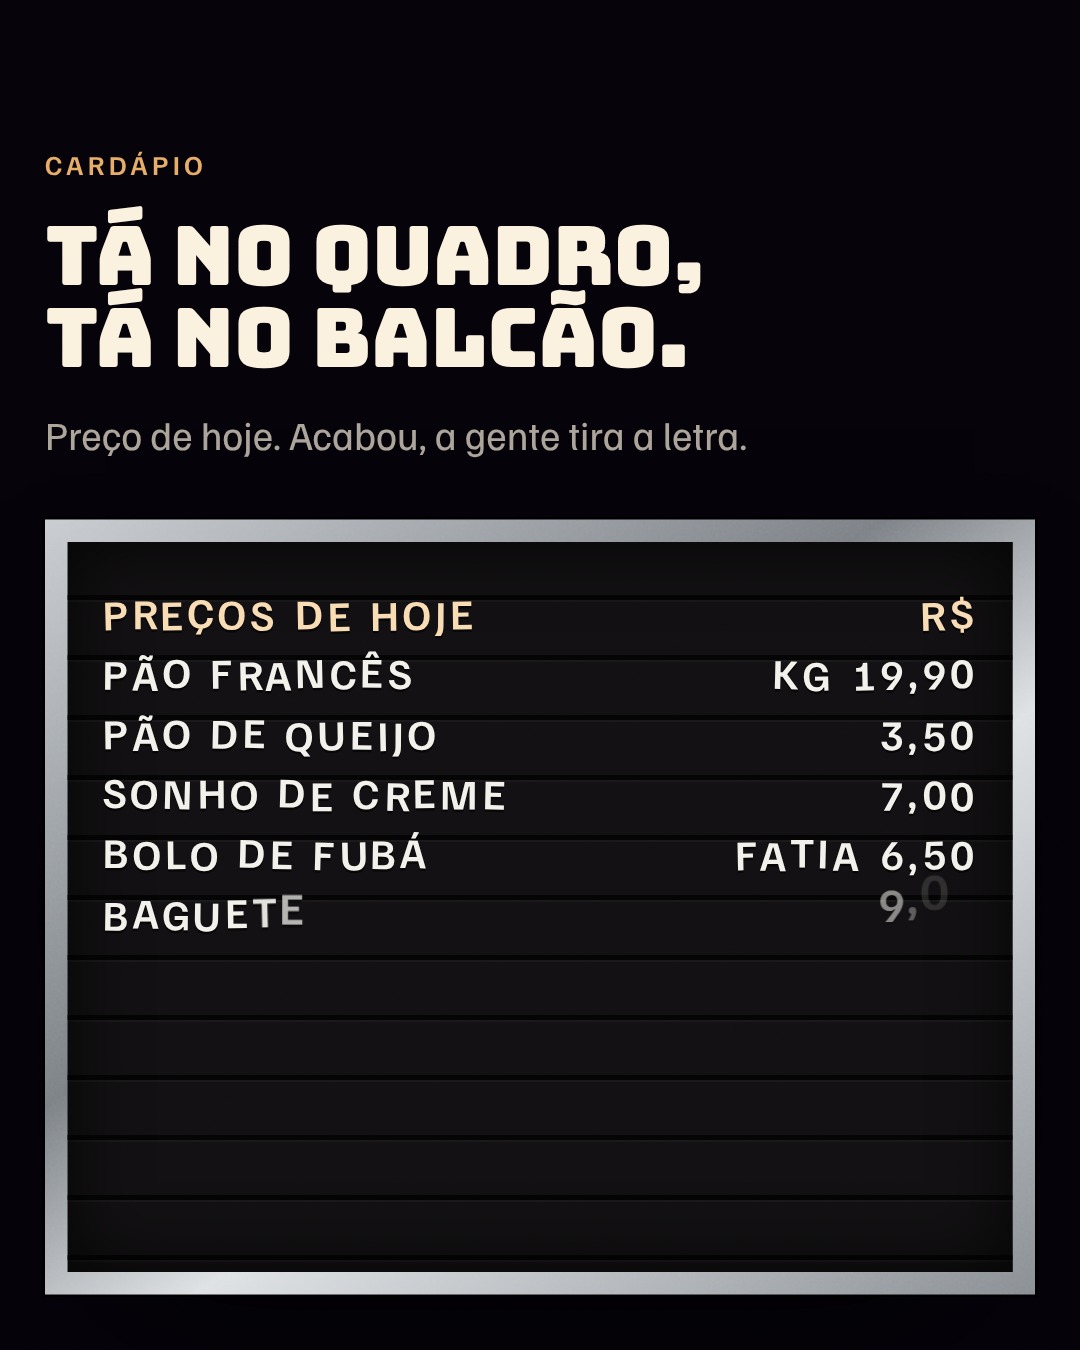 CARDÁPIO
TÁ NO QUADRO,
TÁ NO BALCÃO.
Preço de hoje. Acabou, a gente tira a letra.
PREÇOS DE HOJE R$
PÃO FRANCÊS KG 19,90
PÃO DE QUEIJO 3,50
SONHO DE CREME 7,00
BOLO DE FUBÁ FATIA 6,50
BAGUETE 9,0